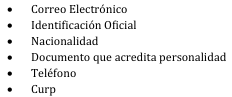 • Correo Electrónico
• Identificación Oficial
• Nacionalidad
• Documento que acredita personalidad
• Teléfono
• Curp